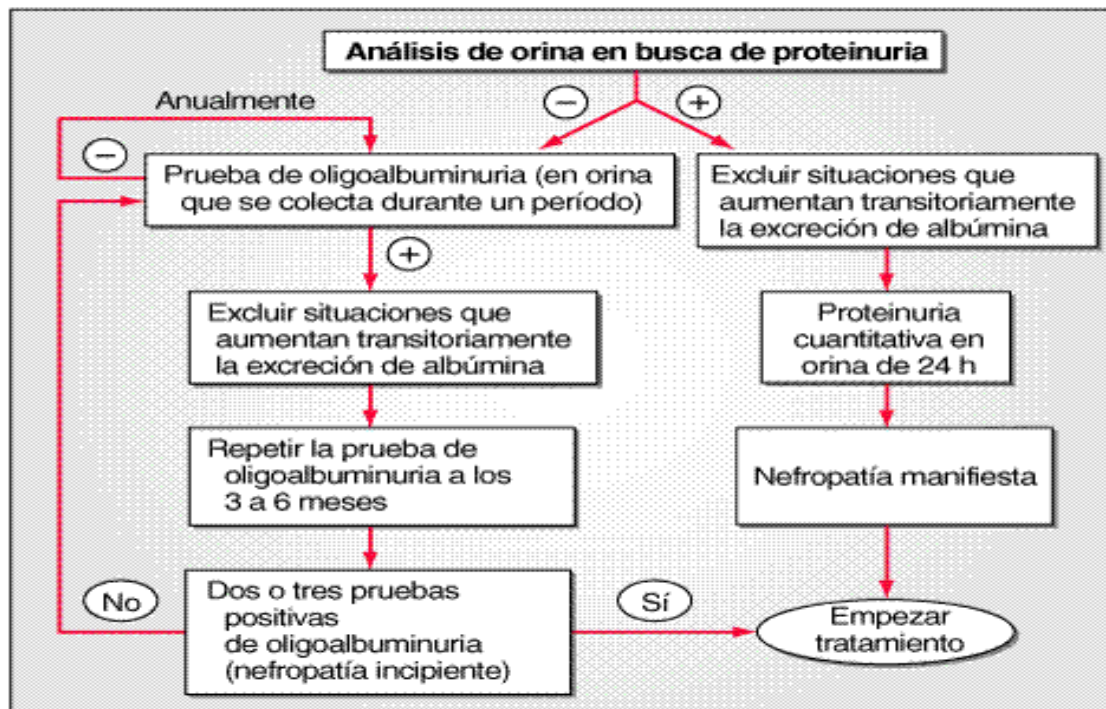 Análisis de orina en busca de proteinuria
Anualmente
−
+
−
Prueba de oligoalbuminuria (en orina
que se colecta durante un período)
Excluir situaciones que
aumentan transitoriamente
la excreción de albúmina
+
Excluir situaciones que
aumentan transitoriamente
la excreción de albúmina
Proteinuria
cuantitativa en
orina de 24 h
Repetir la prueba de
oligoalbuminuria a los
3 a 6 meses
Nefropatía manifiesta
No
Dos o tres pruebas
positivas
de oligoalbuminuria
(nefropatía incipiente)
Sí
Empezar
tratamiento